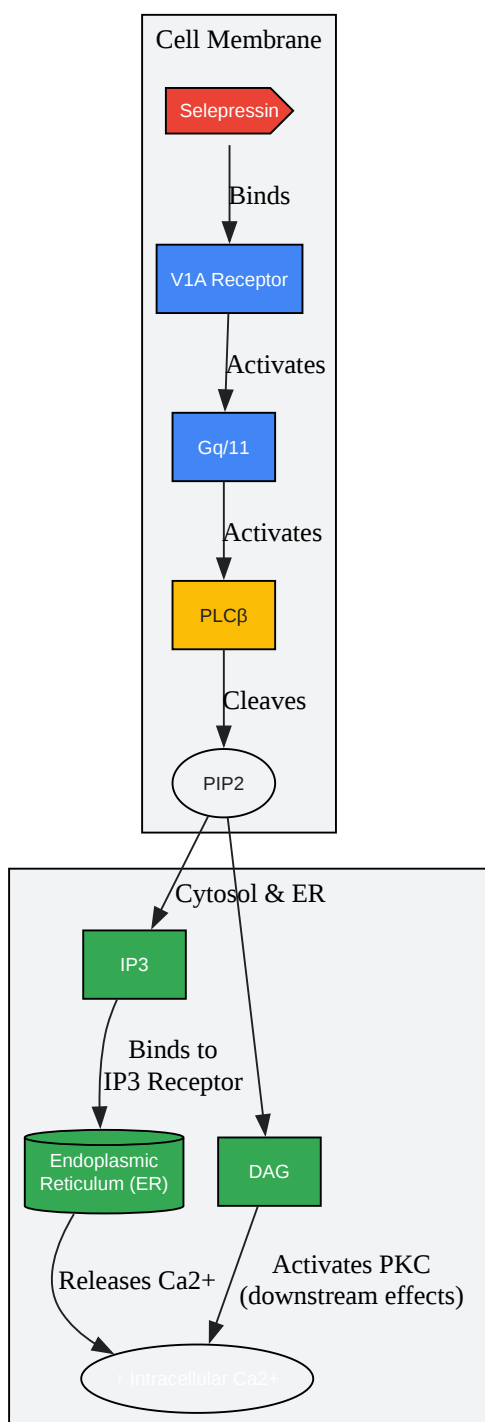 Cell Membrane
Selepressin
Binds
V1A Receptor
Activates
Gq/11
Activates
PLCβ
Cleaves
PIP2
Cytosol & ER
IP3
Binds to
IP3 Receptor
Endoplasmic
Reticulum (ER)
DAG
Releases Ca2+
Activates PKC
(downstream effects)
Intracellular Ca2+